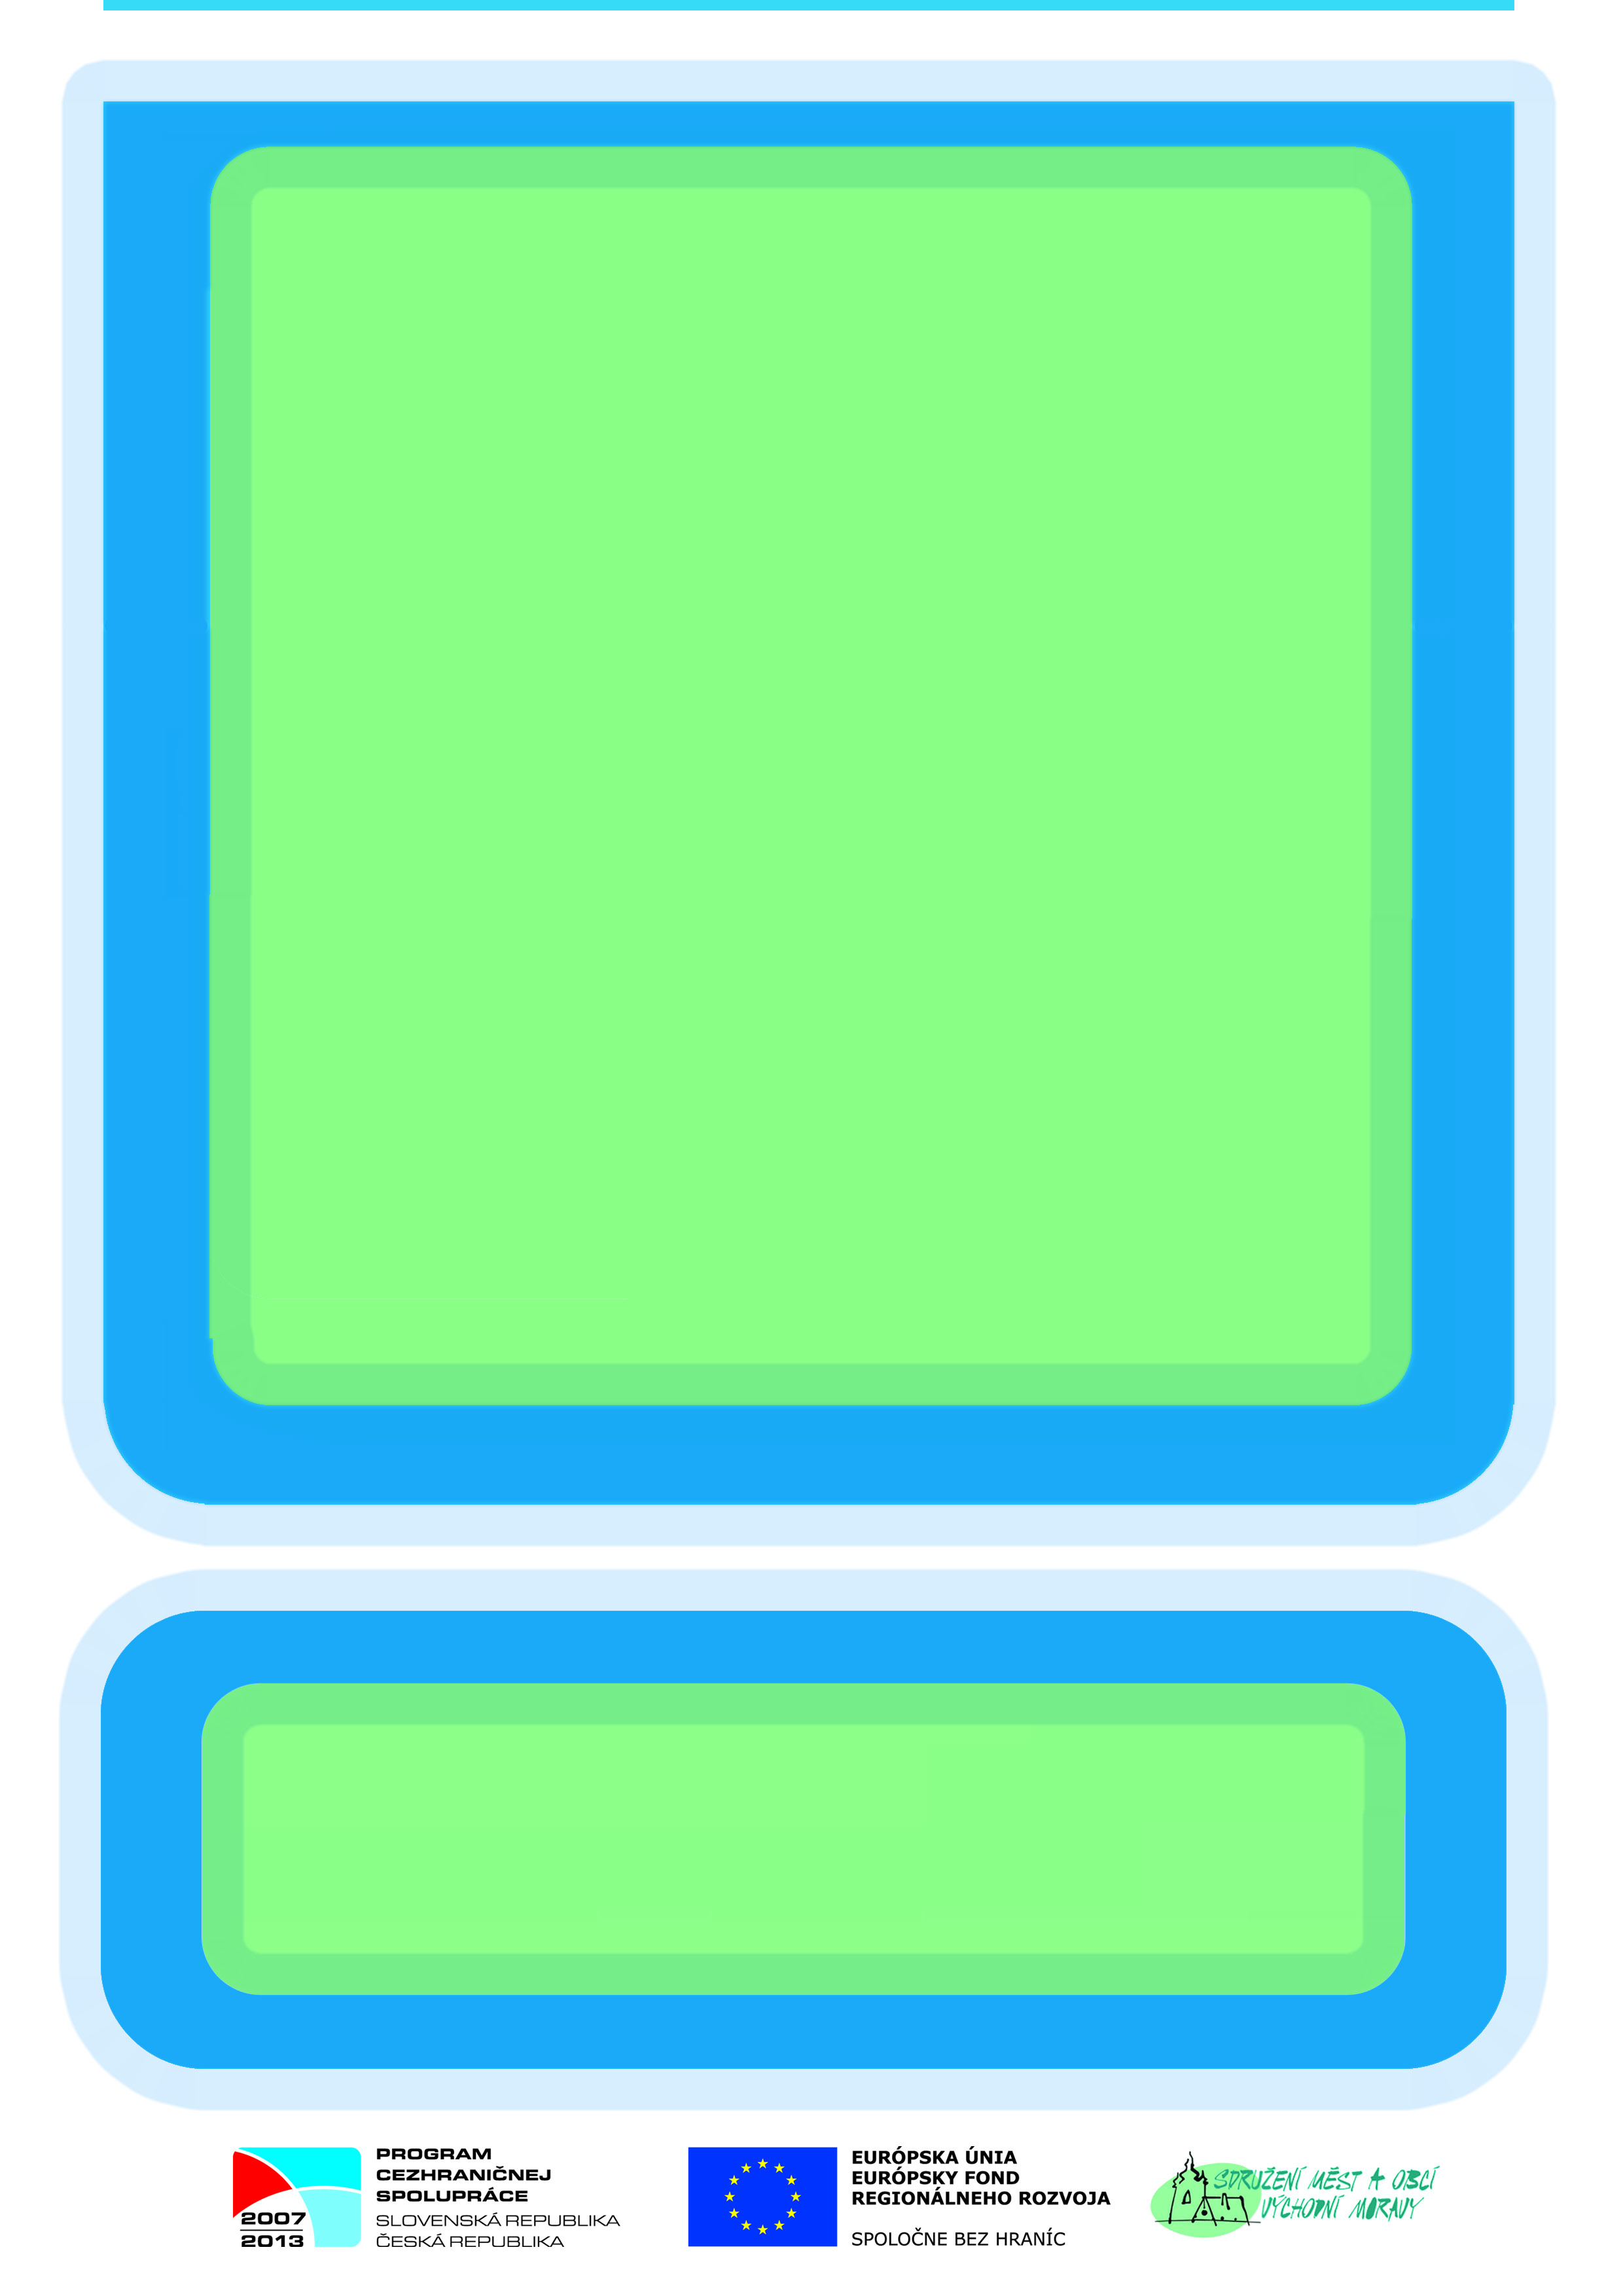 2007
2013
PROGRAM
CEZHRANIČNEJ
SPOLUPRÁCE
SLOVENSKÁ REPUBLIKA
ČESKÁ REPUBLIKA
EURÓPSKA ÚNIA
EURÓPSKY FOND
REGIONÁLNEHO ROZVOJA
SPOLOČNE BEZ HRANÍC
SDRUŽENÍ MĚST A OBCÍ
VÝCHODNÍ MORAVY